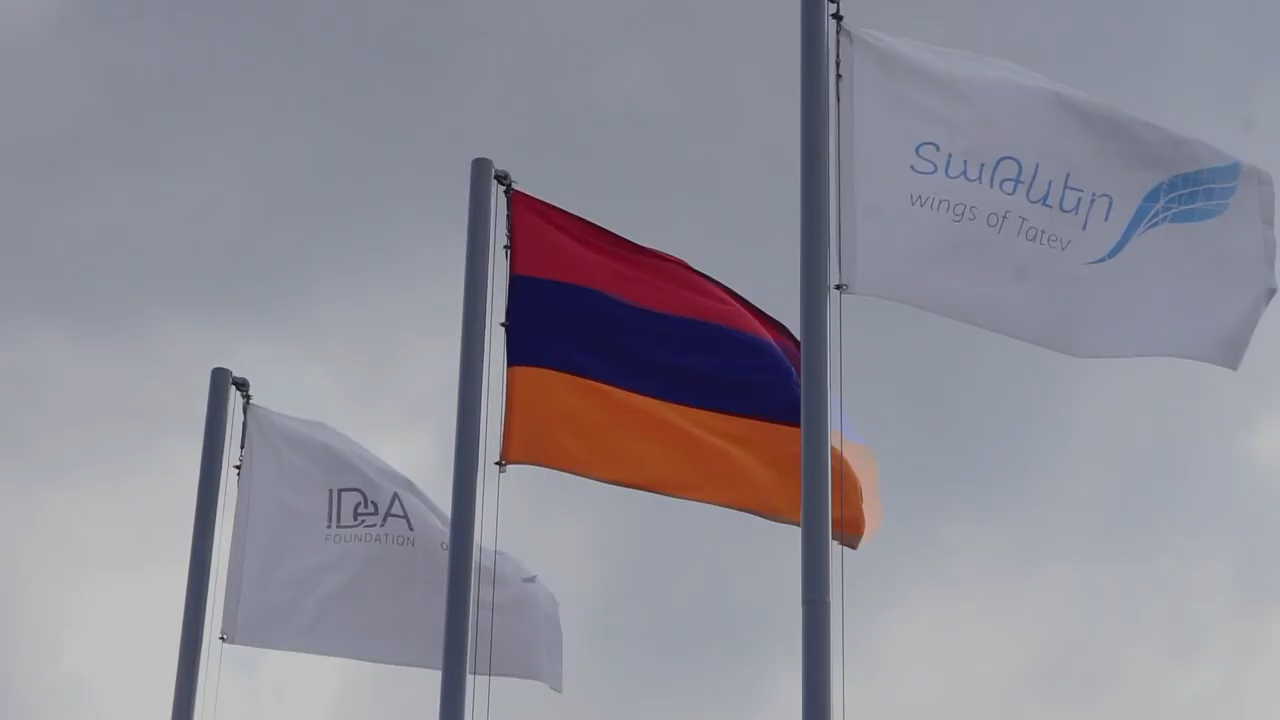 IDeA
FOUNDATION
ՏաԹևեր
wings of Tatev